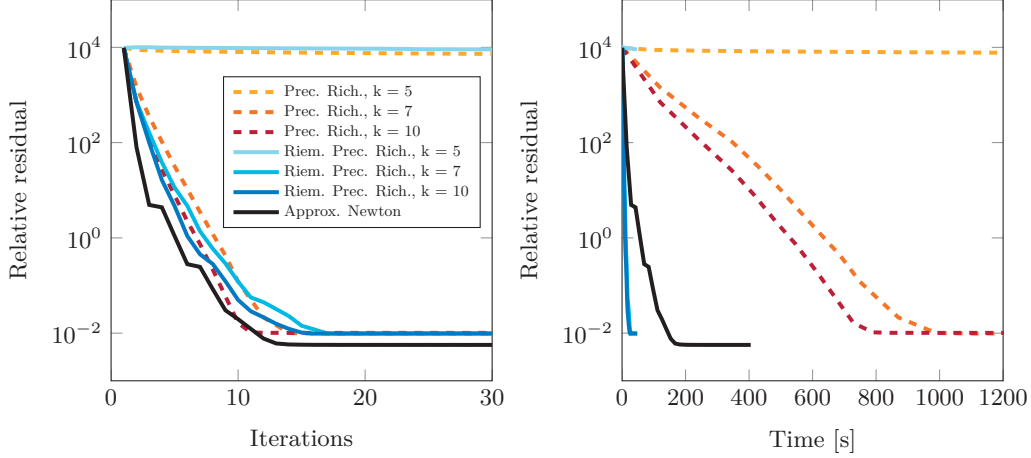 10^4
10^2
10^0
10^−2
Relative residual
0
10
20
30
Iterations
Prec. Rich., k = 5
Prec. Rich., k = 7
Prec. Rich., k = 10
Riem. Prec. Rich., k = 5
Riem. Prec. Rich., k = 7
Riem. Prec. Rich., k = 10
Approx. Newton
10^4
10^2
10^0
10^−2
Relative residual
0
200
400
600
800
1000
1200
Time [s]